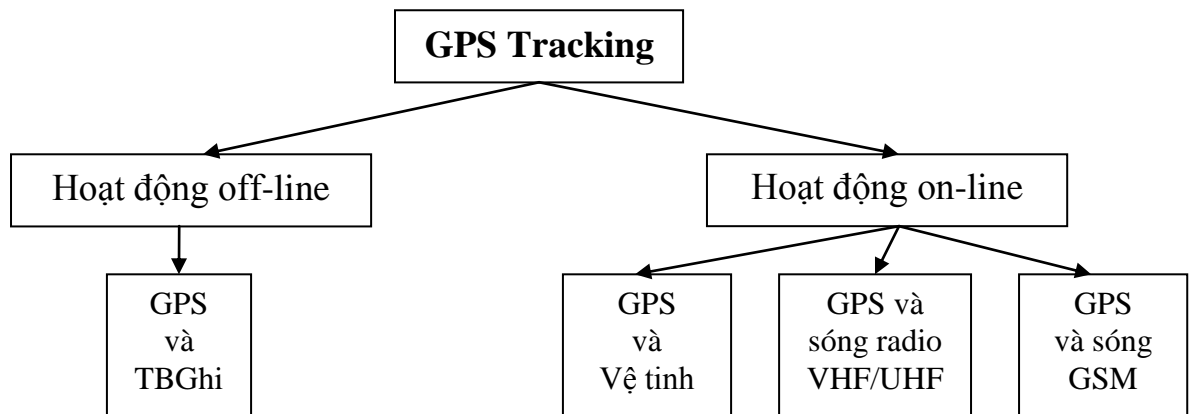 GPS Tracking
Hoạt động off-line
Hoạt động on-line
GPS
và
TBGhi
GPS
và
Vệ tinh
GPS và
sóng radio
VHF/UHF
GPS
và sóng
GSM